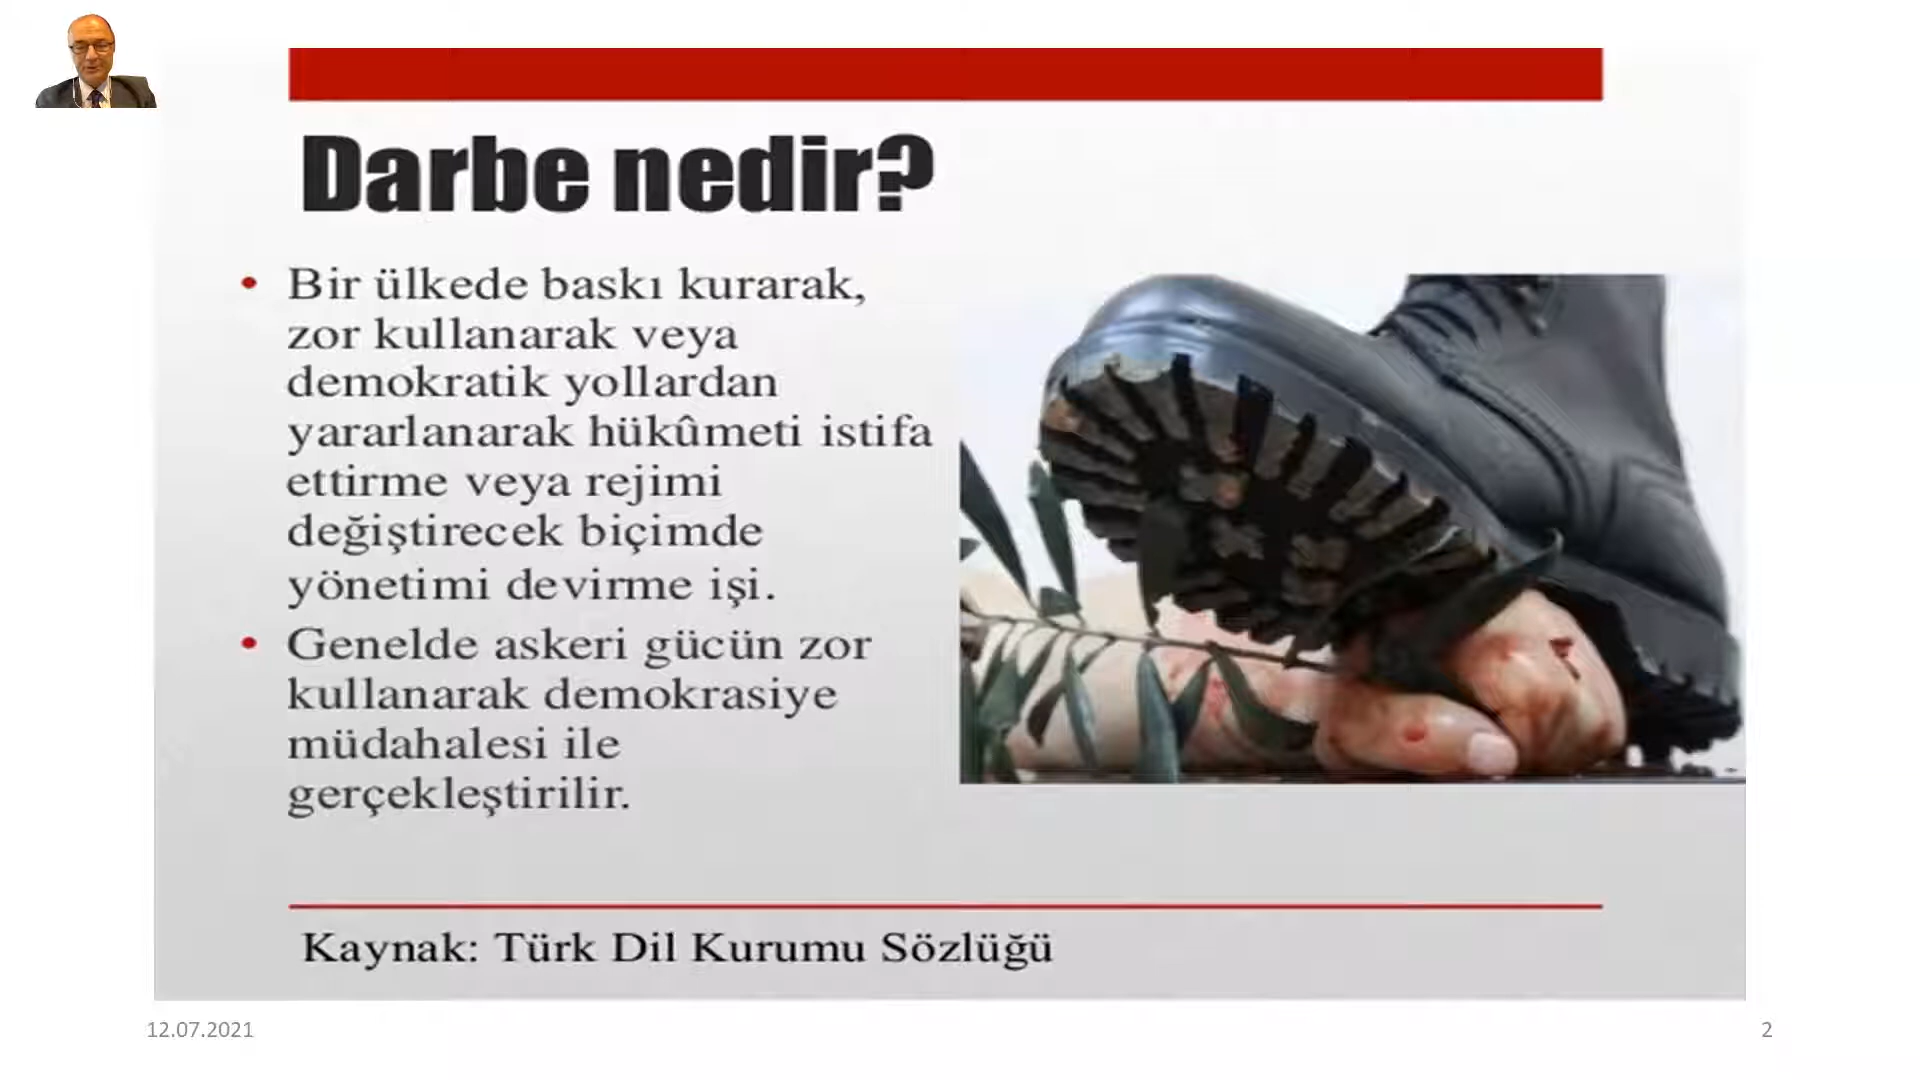 Darbe nedir?
• Bir ülkede baskı kurarak,
zor kullanarak veya
demokratik yollardan
yararlanarak hükûmeti istifa
ettirme veya rejimi
değiştirecek biçimde
yönetimi devirme işi.
• Genelde askeri gücün zor
kullanarak demokrasiye
müdahalesi ile
gerçekleştirilir.
Kaynak: Türk Dil Kurumu Sözlüğü
12.07.2021
2